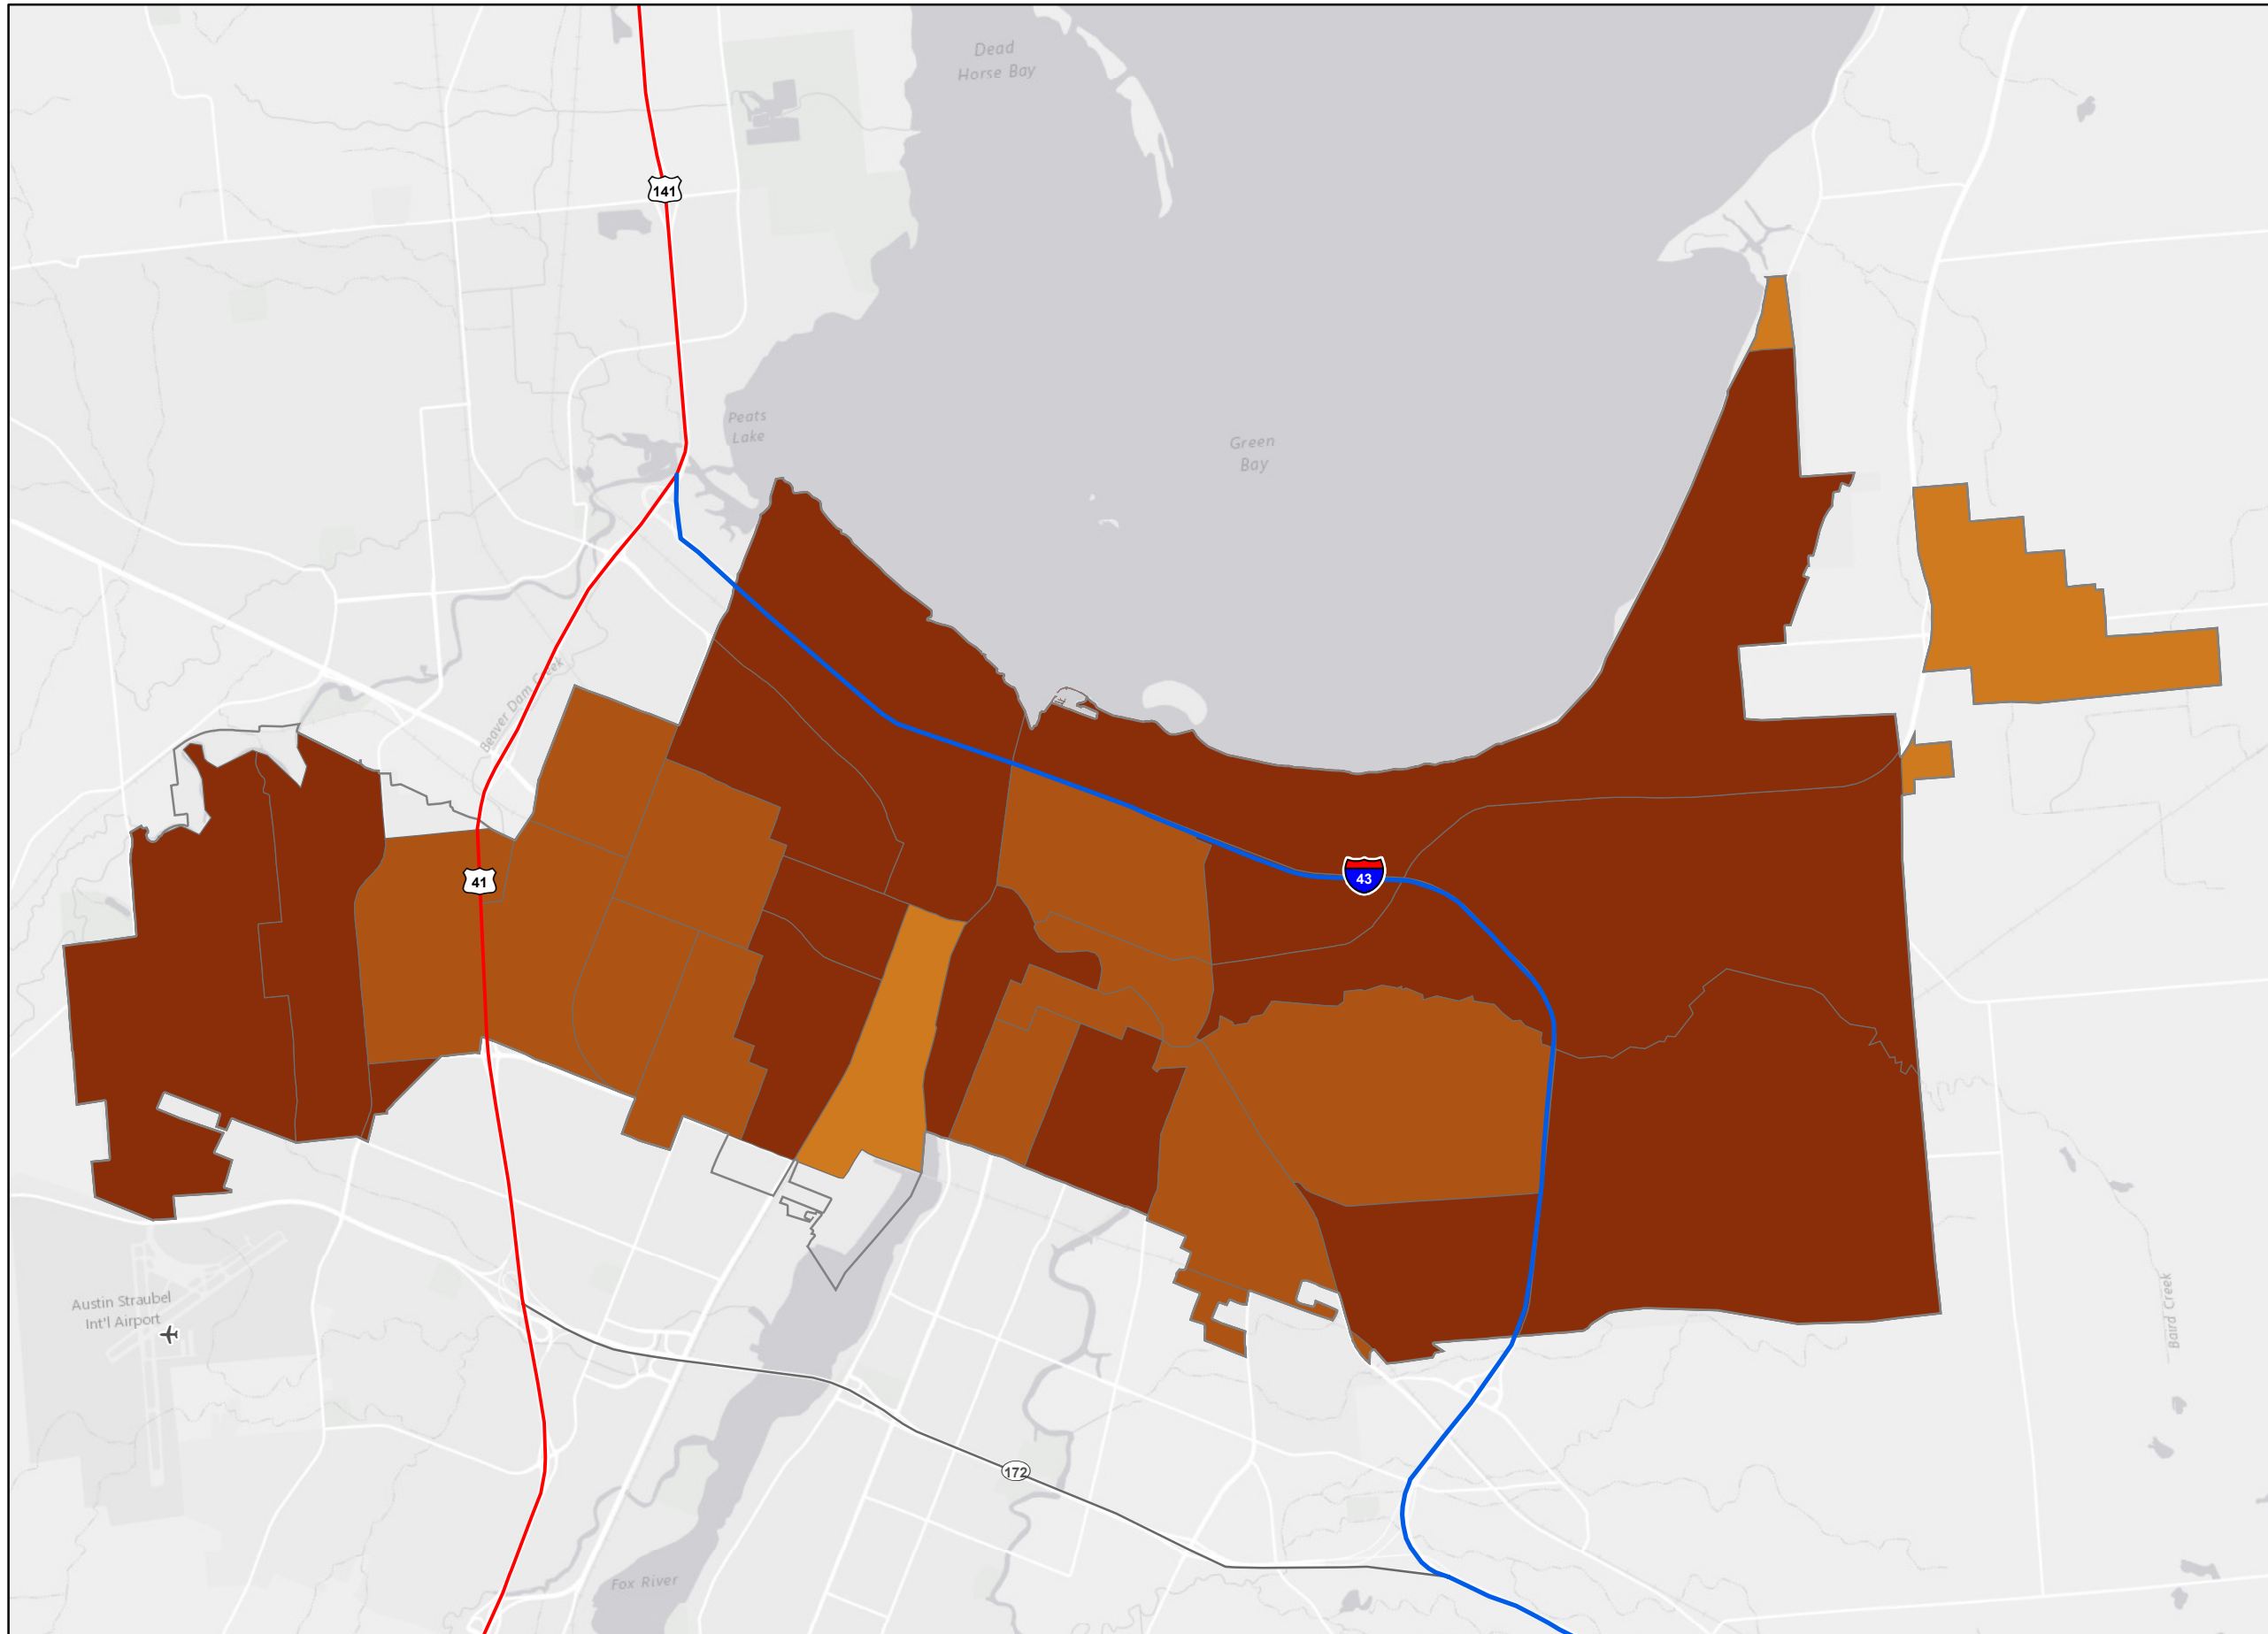 Dead
Horse Bay
141
Peats
Lake
Green
Bay
Beaver Dam Creek
41
43
Austin Straubel
Int'l Airport
Baird Creek
172
Fox River